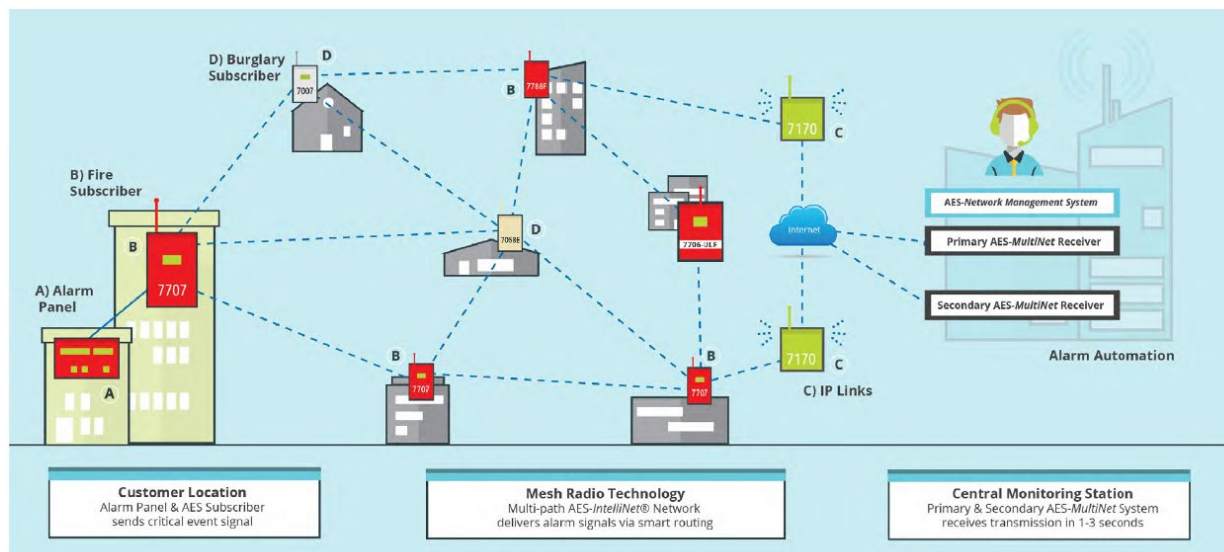 D) Burglary
Subscriber
D
7007
7788F
B
7170
C
B) Fire
Subscriber
B
7707
7058E
D
7706-ULF
Internet
AES-Network Management System
Primary AES-MultiNet Receiver
Secondary AES-MultiNet Receiver
Alarm Automation
A) Alarm
Panel
A
B
7707
B
7707
7170
C
C) IP Links
Customer Location
Alarm Panel & AES Subscriber
sends critical event signal
Mesh Radio Technology
Multi-path AES-IntelliNet® Network
delivers alarm signals via smart routing
Central Monitoring Station
Primary & Secondary AES-MultiNet System
receives transmission in 1-3 seconds